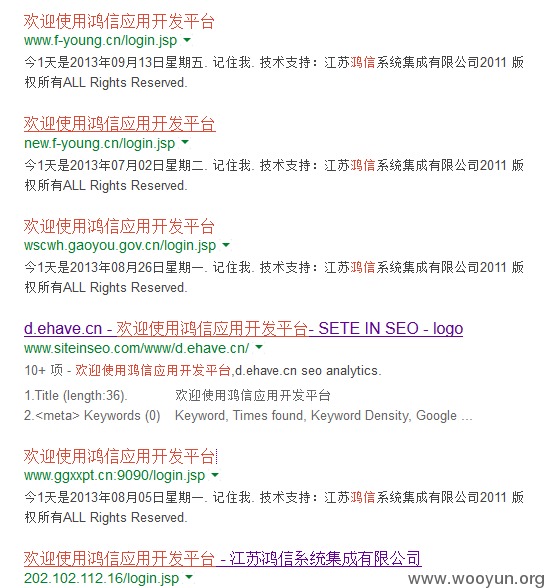 欢迎使用鸿信应用开发平台
www.f-young.cn/login.jsp
今1天是2013年09月13日星期五. 记住我. 技术支持：江苏鸿信系统集成有限公司2011 版
权所有ALL Rights Reserved.
欢迎使用鸿信应用开发平台
new.f-young.cn/login.jsp
今1天是2013年07月02日星期二. 记住我. 技术支持：江苏鸿信系统集成有限公司2011 版
权所有ALL Rights Reserved.
欢迎使用鸿信应用开发平台
wscwh.gaoyou.gov.cn/login.jsp
今1天是2013年08月26日星期一. 记住我. 技术支持：江苏鸿信系统集成有限公司2011 版
权所有ALL Rights Reserved.
d.ehave.cn - 欢迎使用鸿信应用开发平台- SETE IN SEO - logo
www.siteinseo.com/www/d.ehave.cn/
10+ 项 - 欢迎使用鸿信应用开发平台,d.ehave.cn seo analytics.
1.Title (length:36). 欢迎使用鸿信应用开发平台
2.<meta> Keywords (0) Keyword, Times found, Keyword Density, Google ...
欢迎使用鸿信应用开发平台
www.ggxxpt.cn:9090/login.jsp
今1天是2013年08月05日星期一. 记住我. 技术支持：江苏鸿信系统集成有限公司2011 版
权所有ALL Rights Reserved.
欢迎使用鸿信应用开发平台 - 江苏鸿信系统集成有限公司
202.102.112.16/login.jsp
www.wooyun.org